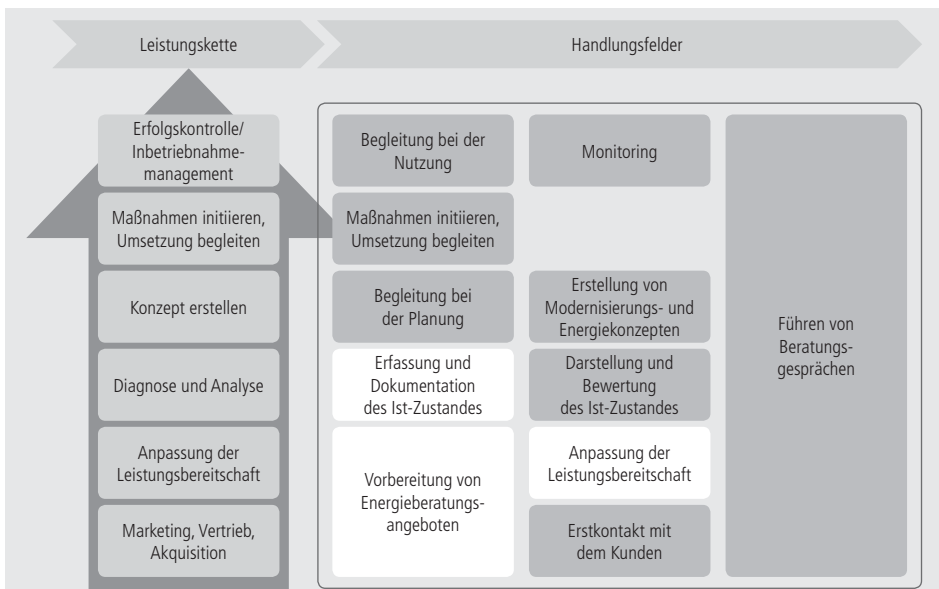 Leistungskette
Handlungsfelder
Erfolgskontrolle/
Inbetriebnahme-
management
Maßnahmen initiieren,
Umsetzung begleiten
Konzept erstellen
Diagnose und Analyse
Anpassung der
Leistungsbereitschaft
Marketing, Vertrieb,
Akquisition
Begleitung bei der
Nutzung
Maßnahmen initiieren,
Umsetzung begleiten
Begleitung bei
der Planung
Erfassung und
Dokumentation
des Ist-Zustandes
Vorbereitung von
Energieberatungs-
angeboten
Monitoring
Erstellung von
Modernisierungs- und
Energiekonzepten
Darstellung und
Bewertung
des Ist-Zustandes
Anpassung der
Leistungsbereitschaft
Erstkontakt mit
dem Kunden
Führen von
Beratungs-
gesprächen